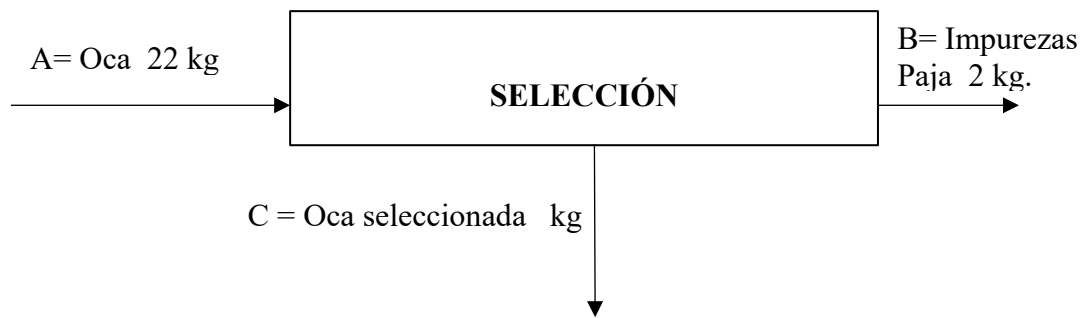 A= Oca 22 kg
B= Impurezas
Paja 2 kg.
SELECCIÓN
C = Oca seleccionada kg